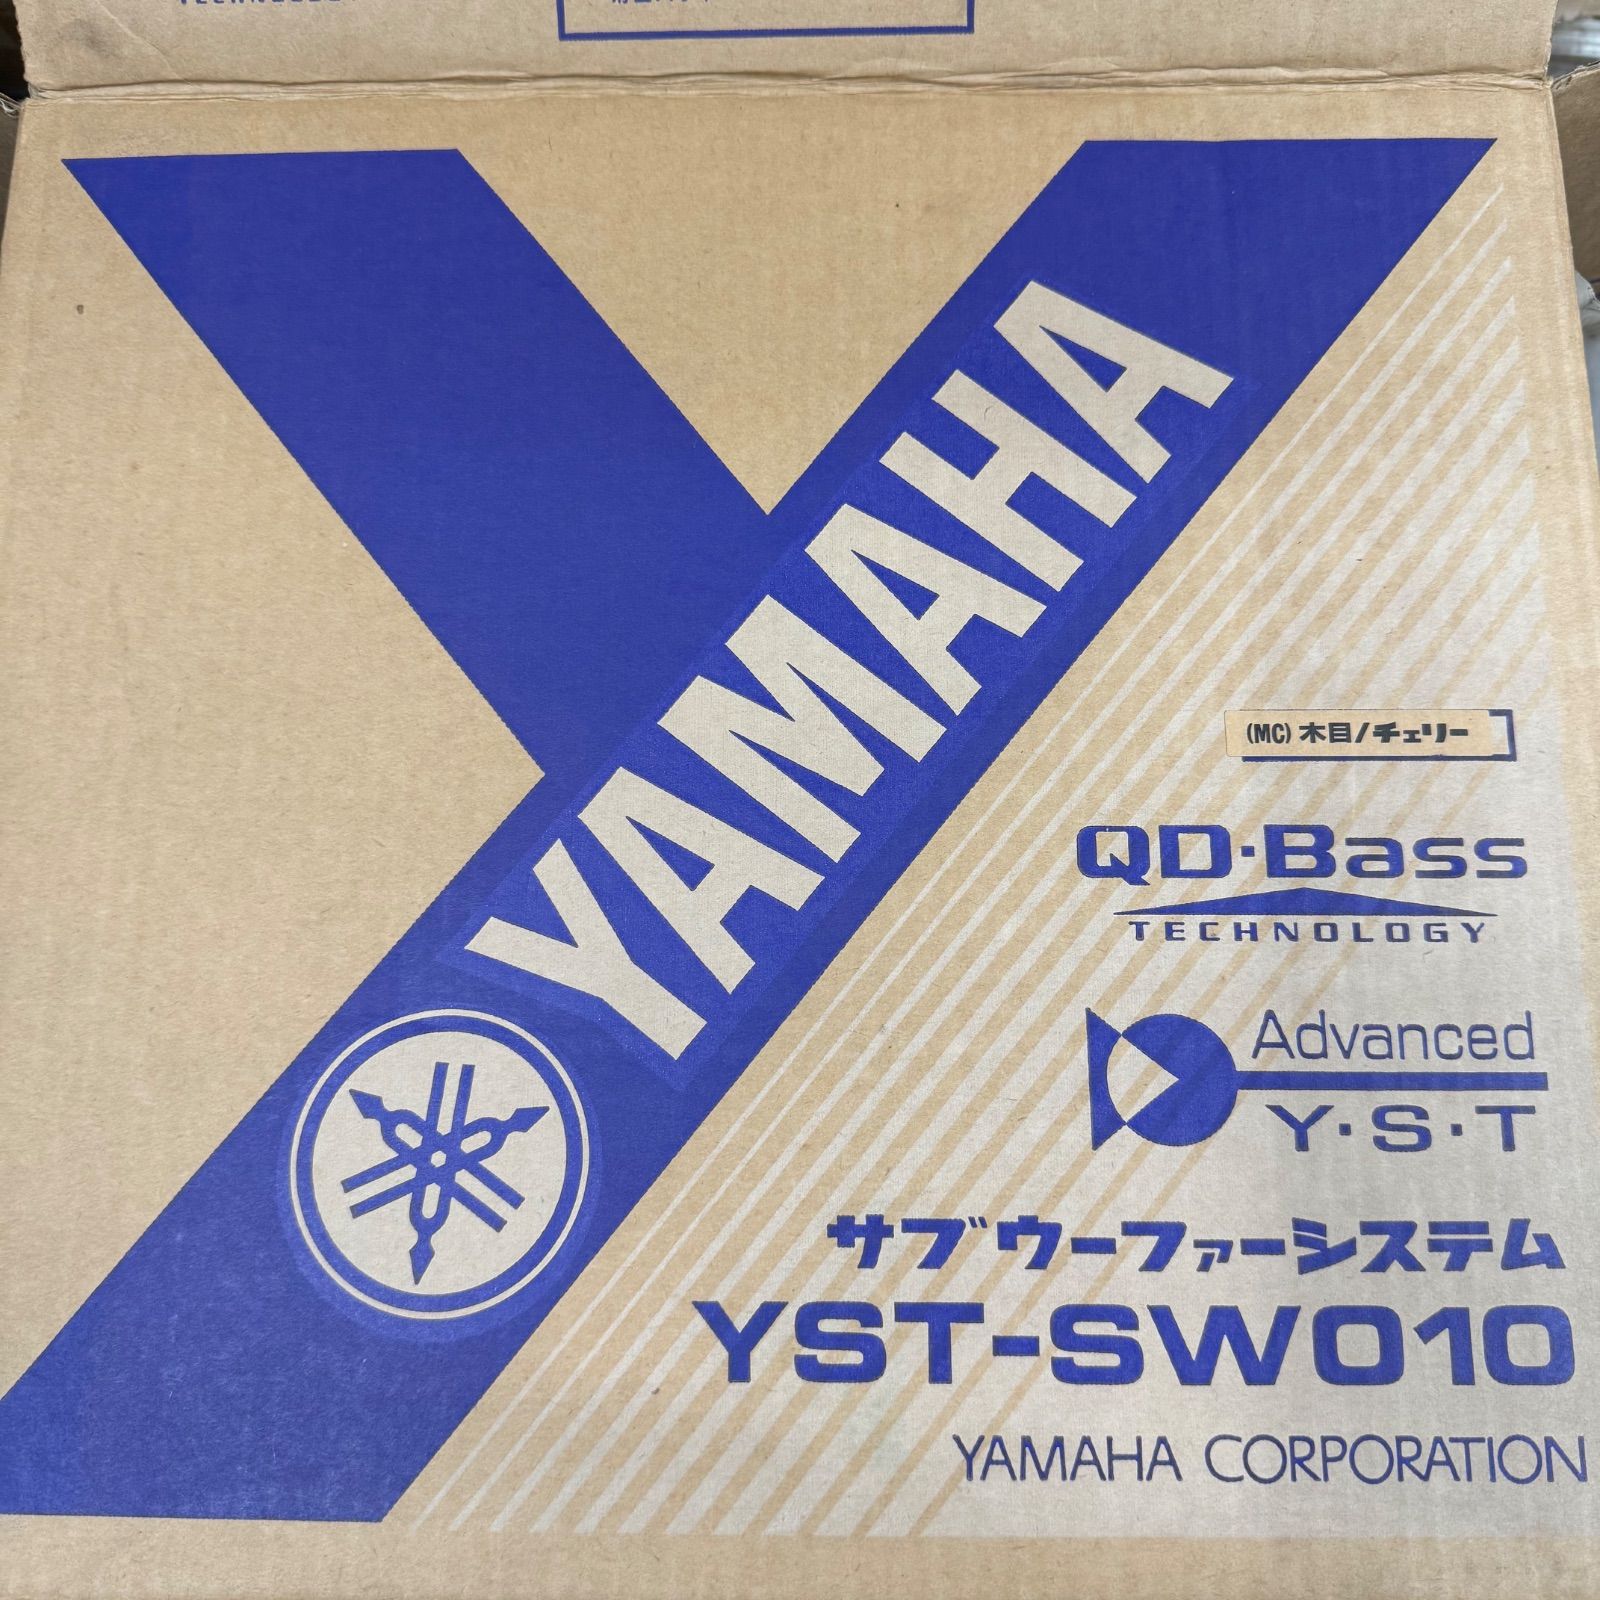 TECHNOLOGY
YAMAHA
(MC) 木目/チェリー
QD·Bass
TECHNOLOGY
Advanced
Y·S·T
サブウーファーシステム
YST-SW010
YAMAHA CORPORATION